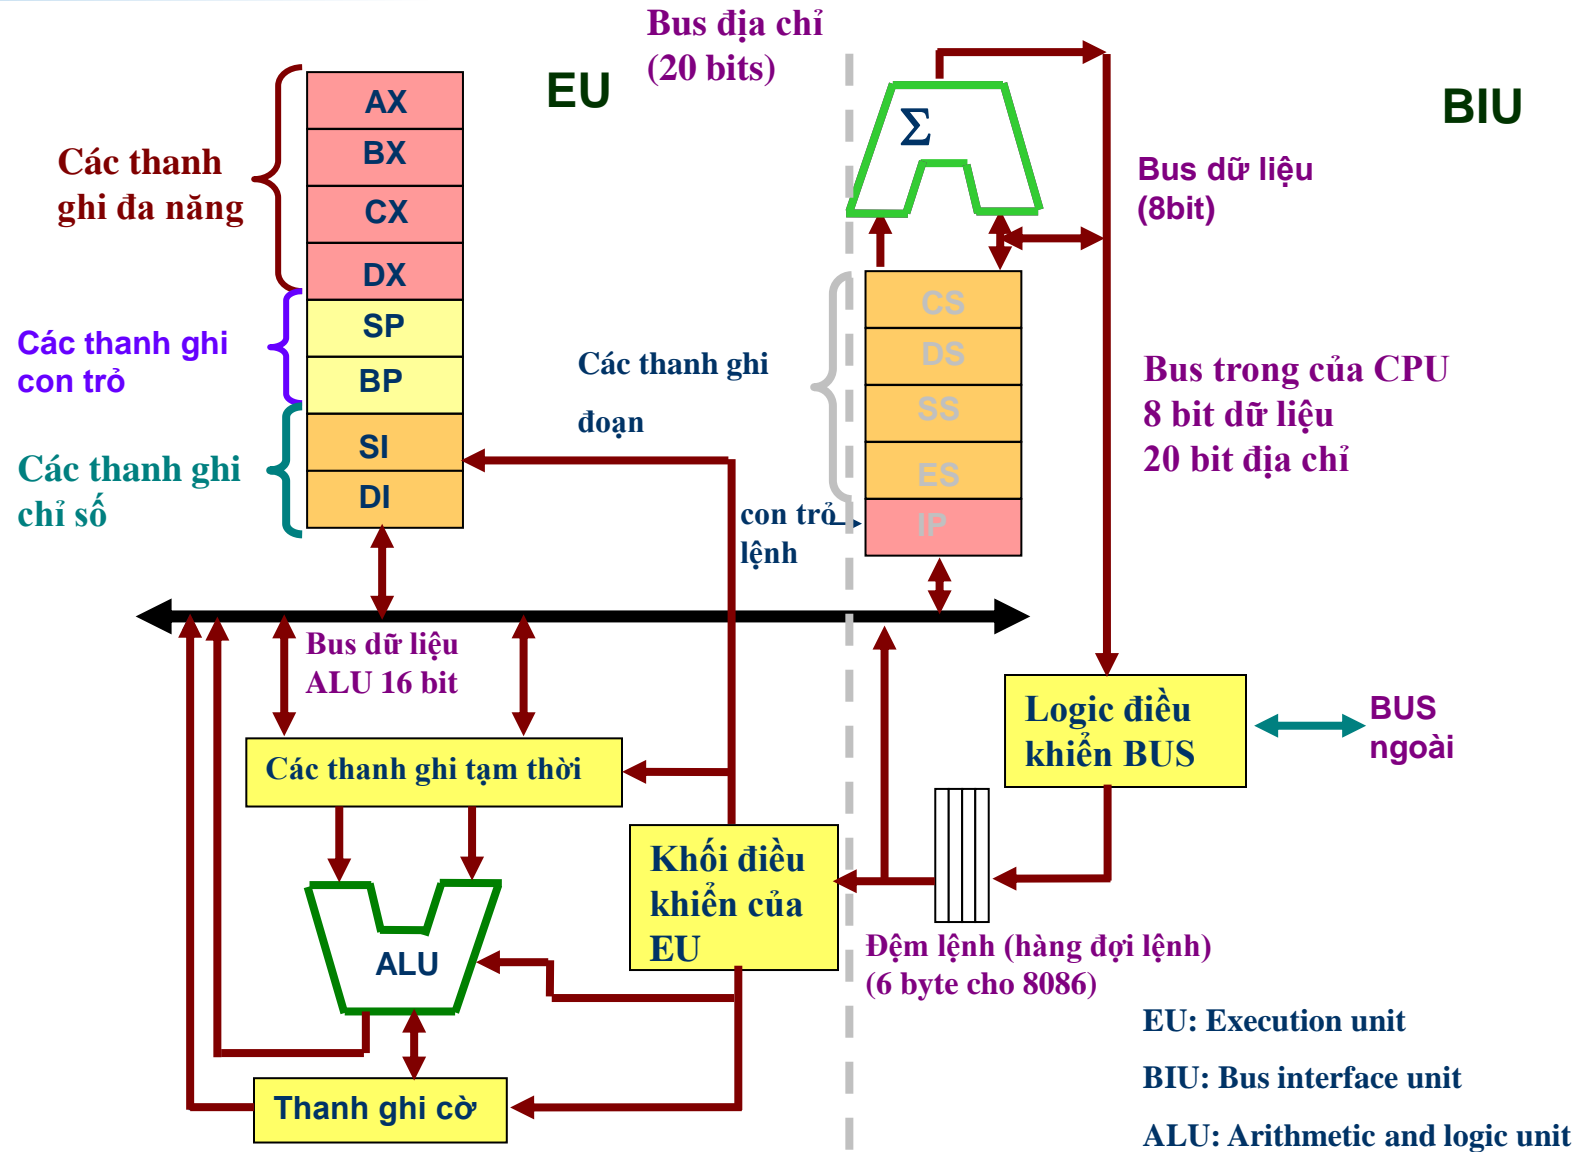 Bus địa chỉ
(20 bits)
EU
BIU
AX
BX
CX
DX
SP
BP
SI
DI
Các thanh
ghi đa năng
Các thanh ghi
con trỏ
Các thanh ghi
chỉ số
Σ
Bus dữ liệu
(8bit)
Các thanh ghi
đoạn
CS
DS
SS
ES
IP
con trỏ
lệnh
Bus trong của CPU
8 bit dữ liệu
20 bit địa chỉ
Bus dữ liệu
ALU 16 bit
Các thanh ghi tạm thời
Logic điều
khiển BUS
BUS
ngoài
Khối điều
khiển của
EU
ALU
Đệm lệnh (hàng đợi lệnh)
(6 byte cho 8086)
Thanh ghi cờ
EU: Execution unit
BIU: Bus interface unit
ALU: Arithmetic and logic unit